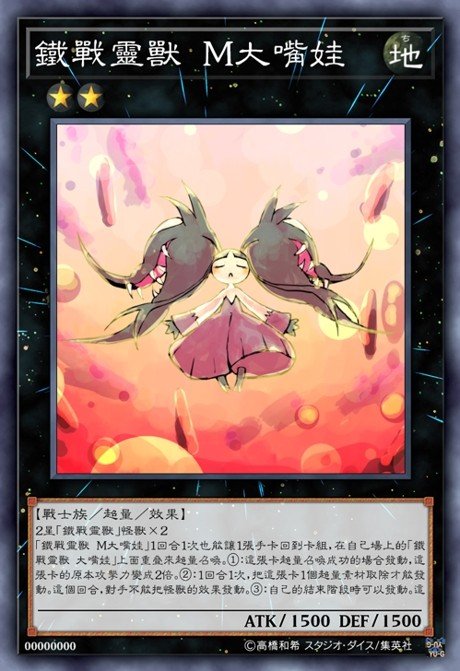 鐵戰靈獸 M大嘴娃
地
ち
【戰士族／超量／效果】
2星「鐵戰靈獸」怪獸×2
「鐵戰靈獸 M大嘴娃」1回合1次也能讓1張手卡回到卡組，在自己場上的「鐵
戰靈獸 大嘴娃」上面重疊來超量召喚。①：這張卡超量召喚成功的場合發動，這
張卡的原本攻擊力變成2倍。②：1回合1次，把這張卡1個超量素材取除才能發
動。這個回合，對手不能把怪獸的效果發動。③：自己的結束階段時可以發動。這
ATK / 1500 DEF / 1500
00000000
©高橋和希 スタジオ・ダイス/集英社